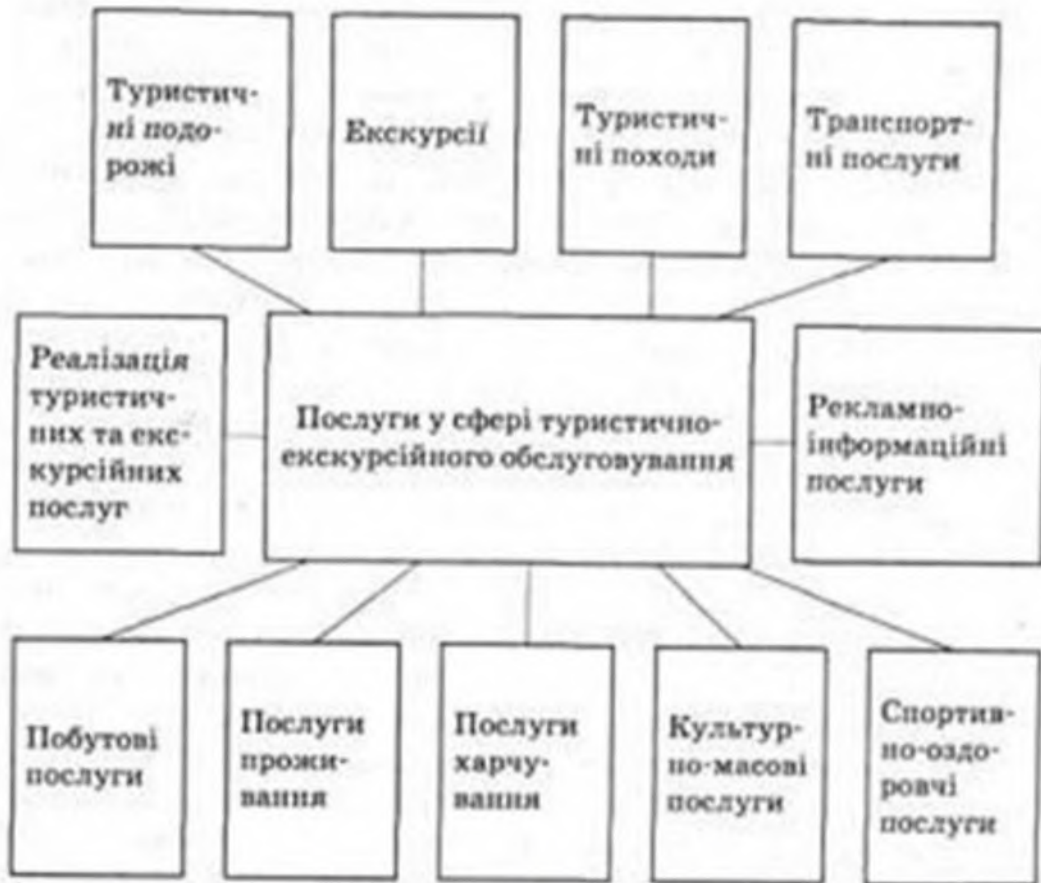 Туристич-
ні подо-
рожі
Екскурсії
Туристич-
ні походи
Транспорт-
ні послуги
Реалізація
туристич-
них та екс-
курсійних
послуг
Послуги у сфері туристично-
екскурсійного обслуговування
Рекламно-
інформаційні
послуги
Побутові
послуги
Послуги
прожи-
вання
Послуги
харчу-
вання
Культур-
но-масові
послуги
Спортив-
но-оздо-
ровчі
послуги